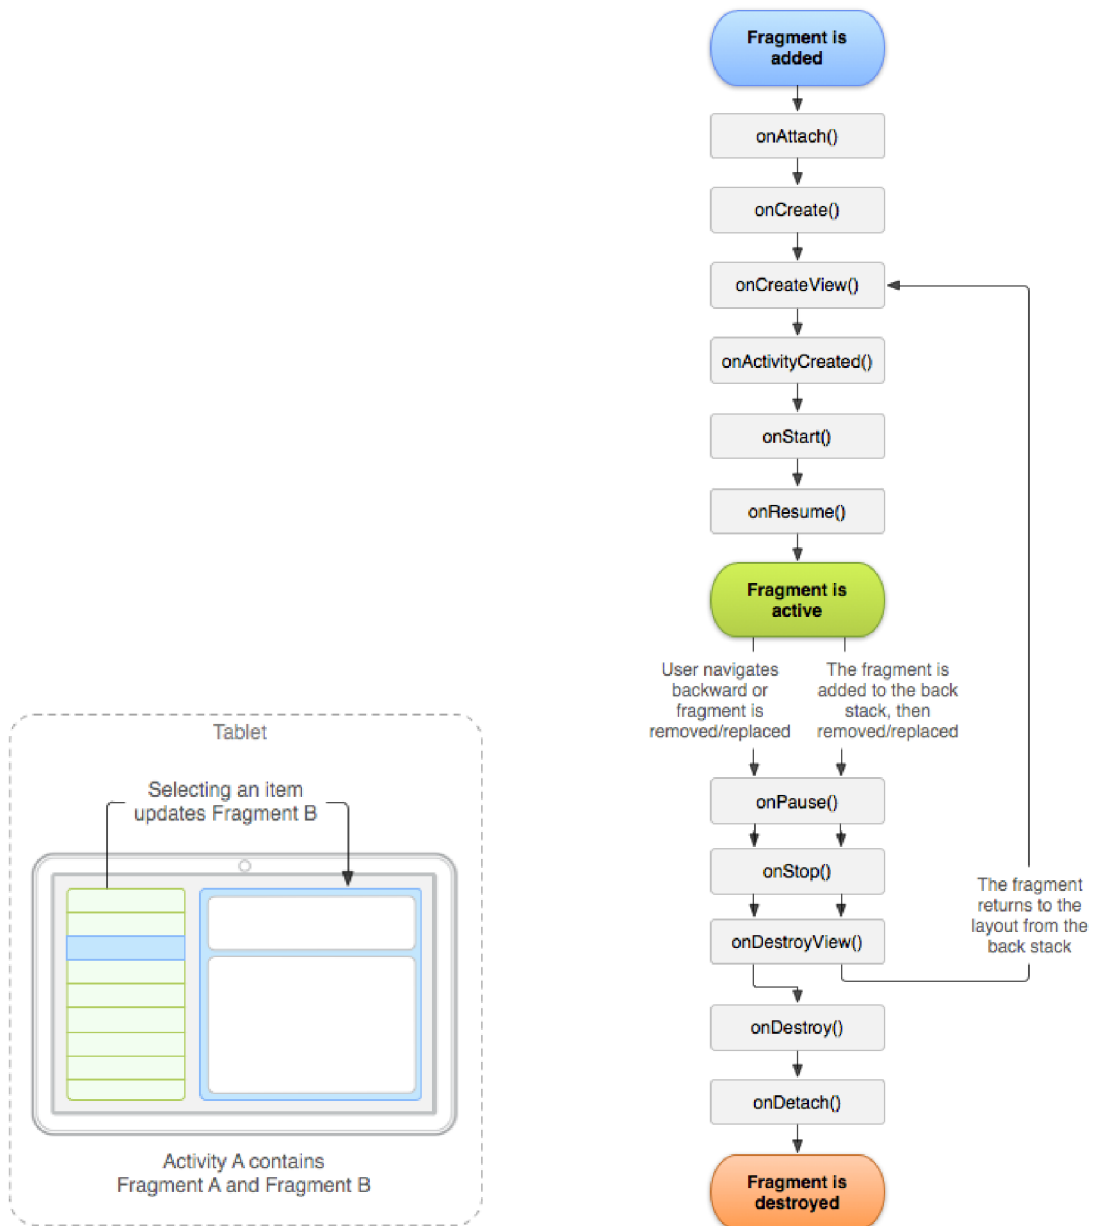 Fragment is
added
onAttach()
onCreate()
onCreateView()
onActivityCreated()
onStart()
onResume()
Fragment is
active
User navigates
backward or
fragment is
removed/replaced
The fragment is
added to the back
stack, then
removed/replaced
onPause()
onStop()
onDestroyView()
The fragment
returns to the
layout from the
back stack
onDestroy()
onDetach()
Fragment is
destroyed
Tablet
Selecting an item
updates Fragment B
Activity A contains
Fragment A and Fragment B